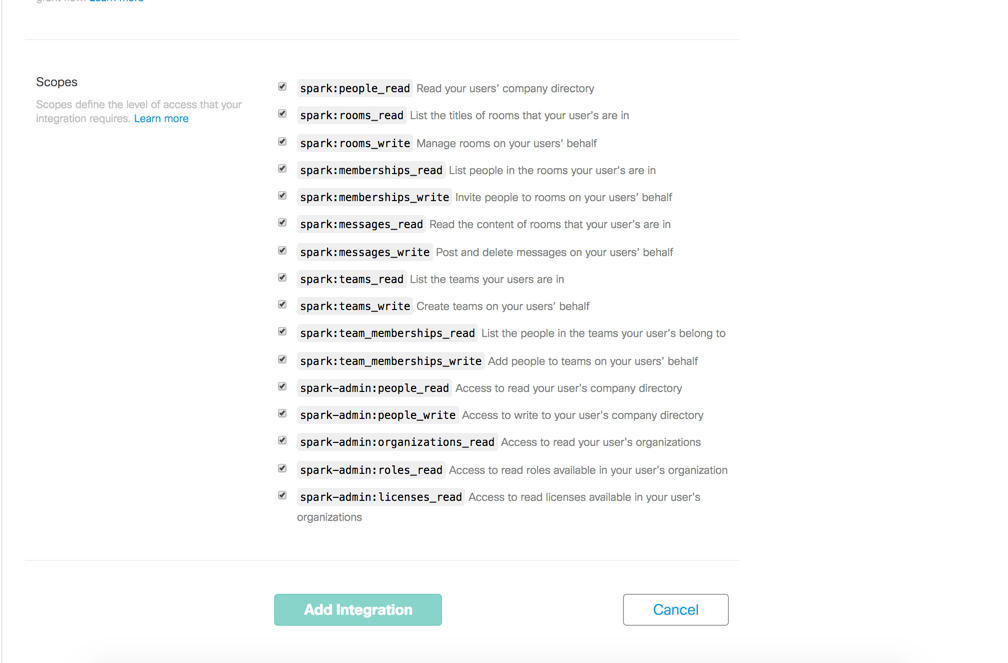 Learn more
Scopes
Scopes define the level of access that your
integration requires. Learn more
spark:people_read Read your users' company directory
spark:rooms_read List the titles of rooms that your user's are in
spark:rooms_write Manage rooms on your users' behalf
spark:memberships_read List people in the rooms your user's are in
spark:memberships_write Invite people to rooms on your users' behalf
spark:messages_read Read the content of rooms that your user's are in
spark:messages_write Post and delete messages on your users' behalf
spark:teams_read List the teams your users are in
spark:teams_write Create teams on your users' behalf
spark:team_memberships_read List the people in the teams your user's belong to
spark:team_memberships_write Add people to teams on your users' behalf
spark-admin:people_read Access to read your user's company directory
spark-admin:people_write Access to write to your user's company directory
spark-admin:organizations_read Access to read your user's organizations
spark-admin:roles_read Access to read roles available in your user's organization
spark-admin:licenses_read Access to read licenses available in your user's
organizations
Add Integration
Cancel